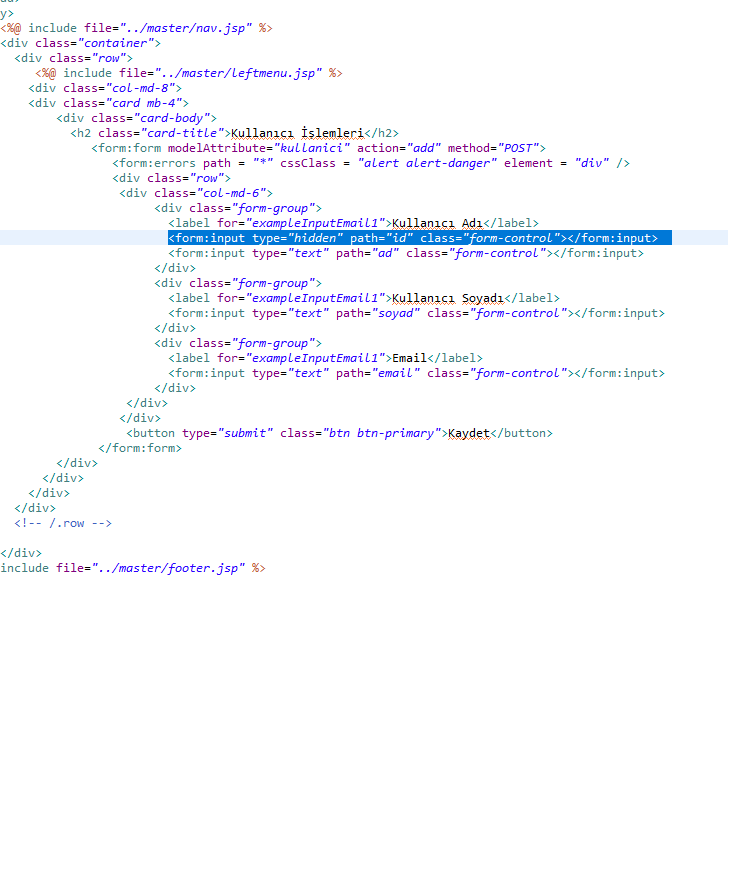 y>
<%@ include file="../master/nav.jsp" %>
<div class="container">
<div class="row">
<%@ include file="../master/leftmenu.jsp" %>
<div class="col-md-8">
<div class="card mb-4">
<div class="card-body">
<h2 class="card-title">Kullanıcı İşlemleri</h2>
<form:form modelAttribute="kullanici" action="add" method="POST">
<form:errors path = "*" cssClass = "alert alert-danger" element = "div" />
<div class="row">
<div class="col-md-6">
<div class="form-group">
<label for="exampleInputEmail1">Kullanıcı Adı</label>
<form:input type="hidden" path="id" class="form-control"></form:input>
<form:input type="text" path="ad" class="form-control"></form:input>
</div>
<div class="form-group">
<label for="exampleInputEmail1">Kullanıcı Soyadı</label>
<form:input type="text" path="soyad" class="form-control"></form:input>
</div>
<div class="form-group">
<label for="exampleInputEmail1">Email</label>
<form:input type="text" path="email" class="form-control"></form:input>
</div>
</div>
</div>
<button type="submit" class="btn btn-primary">Kaydet</button>
</form:form>
</div>
</div>
</div>
</div>
<!-- /.row -->
</div>
include file="../master/footer.jsp" %>